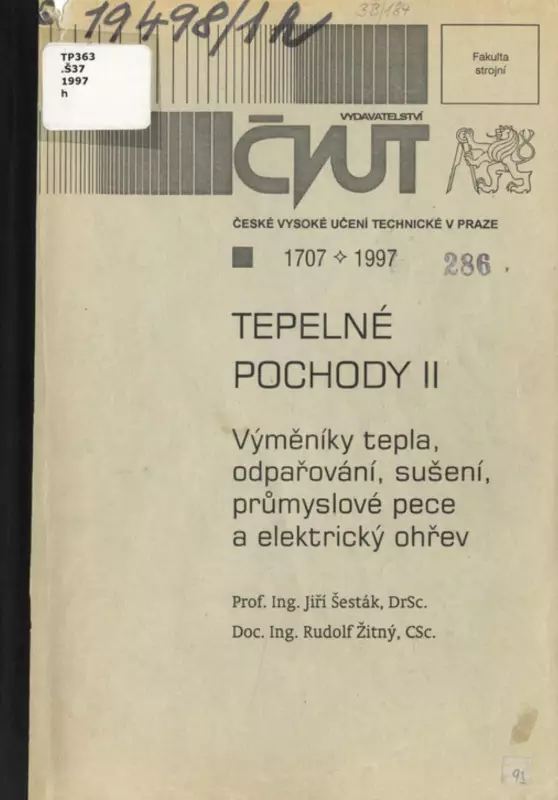 19498/1R
3B/184
TP363
.Š37
1997
h
Fakulta
strojní
VYDAVATELSTVÍ
ČVUT
ČESKÉ VYSOKÉ UČENÍ TECHNICKÉ V PRAZE
1707 ✧ 1997
286
TEPELNÉ
POCHODY II
Výměníky tepla,
odpařování, sušení,
průmyslové pece
a elektrický ohřev
Prof. Ing. Jiří Šesták, DrSc.
Doc. Ing. Rudolf Žitný, CSc.
91